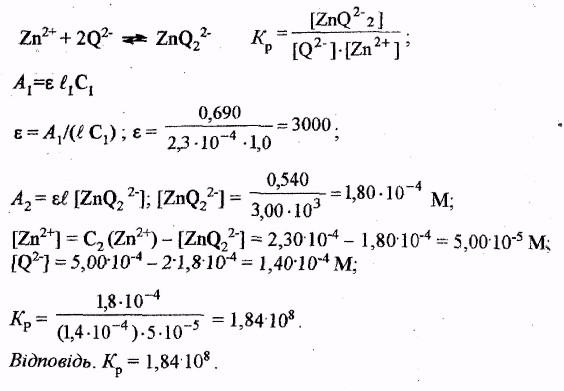 Zn²⁺ + 2Q²⁻ ⇌ ZnQ₂²⁻   Kр = [ZnQ²⁻₂] / ([Q²⁻]·[Zn²⁺]);
A₁=ε ℓ₁C₁
ε = A₁/(ℓ C₁) ; ε = 0,690 / (2,3·10⁻⁴·1,0) = 3000 ;
A₂ = εℓ [ZnQ₂²⁻]; [ZnQ₂²⁻] = 0,540 / (3,00·10³) = 1,80·10⁻⁴ М;
[Zn²⁺] = C₂ (Zn²⁺) – [ZnQ₂²⁻] = 2,30·10⁻⁴ – 1,80·10⁻⁴ = 5,00·10⁻⁵ М;
[Q²⁻] = 5,00·10⁻⁴ – 2·1,8·10⁻⁴ = 1,40·10⁻⁴ М;
Kр = 1,8·10⁻⁴ / ((1,4·10⁻⁴)·5·10⁻⁵) = 1,84·10⁸ .
Відповідь. Kр = 1,84·10⁸ .